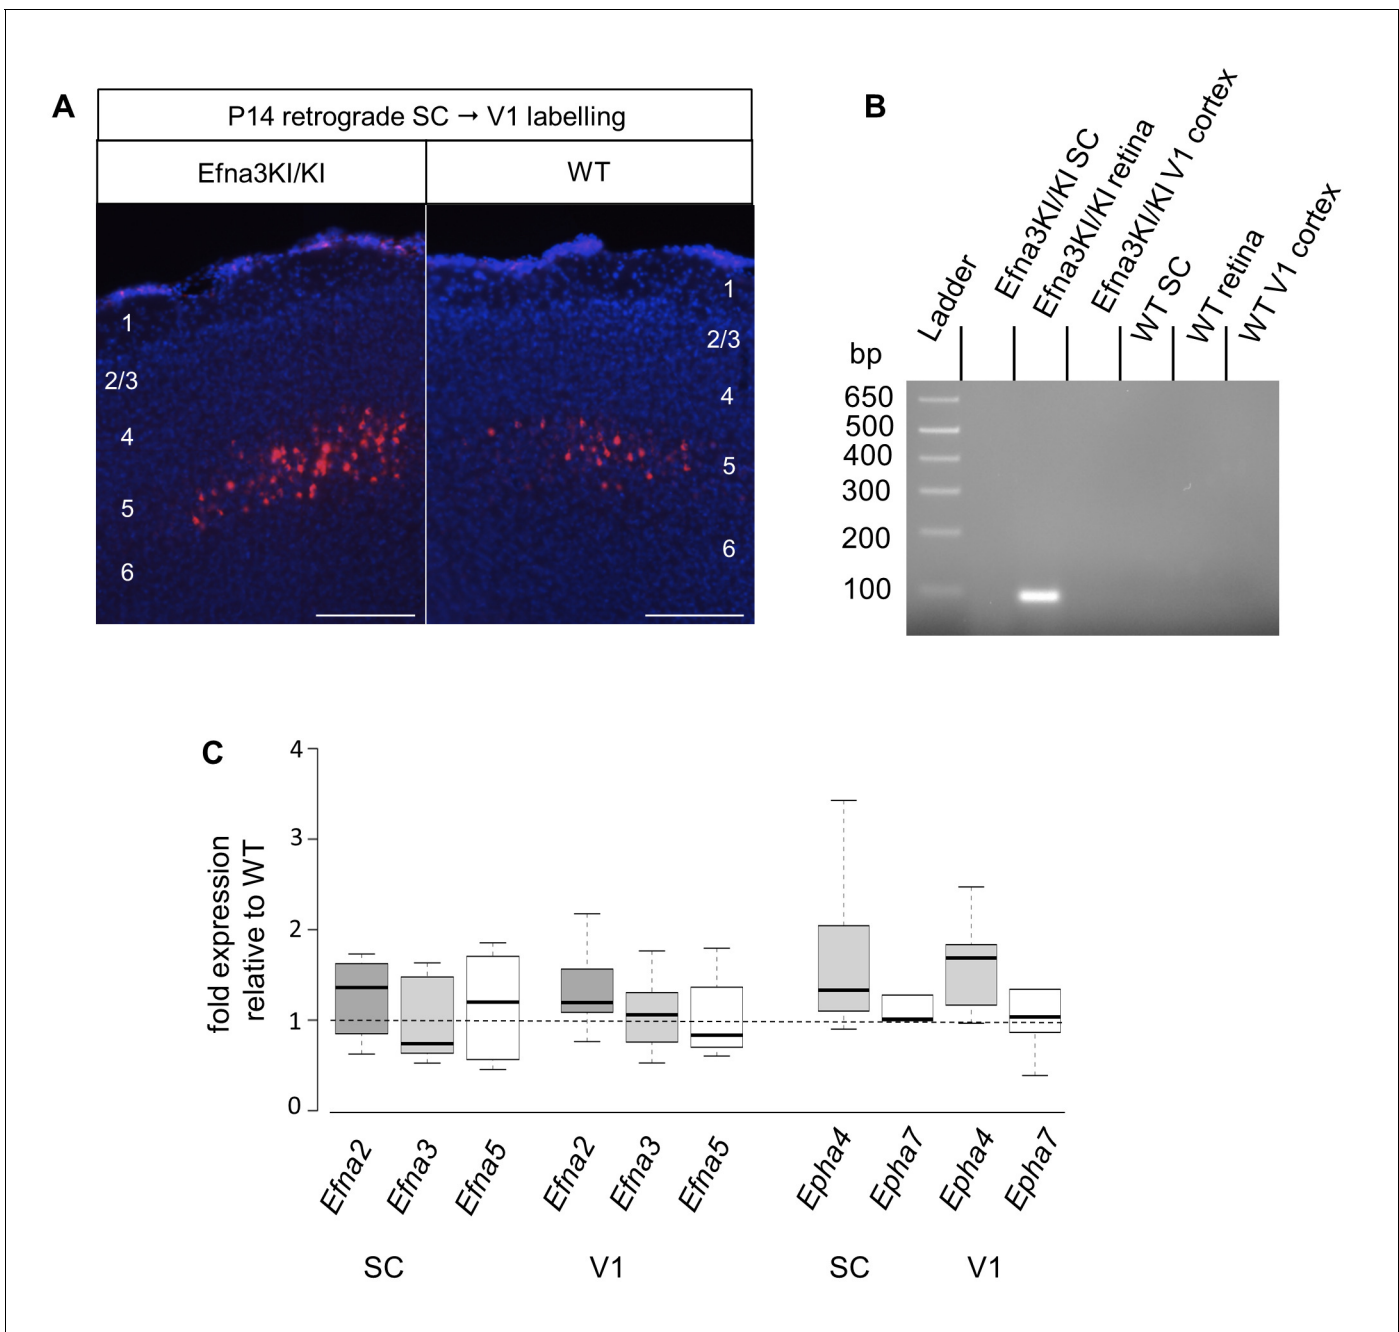 A
P14 retrograde SC → V1 labelling
Efna3KI/KI
WT
1
2/3
4
5
6
1
2/3
4
5
6
B
Ladder
Efna3KI/KI SC
Efna3KI/KI retina
Efna3KI/KI V1 cortex
WT SC
WT retina
WT V1 cortex
bp
650
500
400
300
200
100
C
fold expression
relative to WT
4
3
2
1
0
Efna2
Efna3
Efna5
Efna2
Efna3
Efna5
Epha4
Epha7
Epha4
Epha7
SC
V1
SC
V1